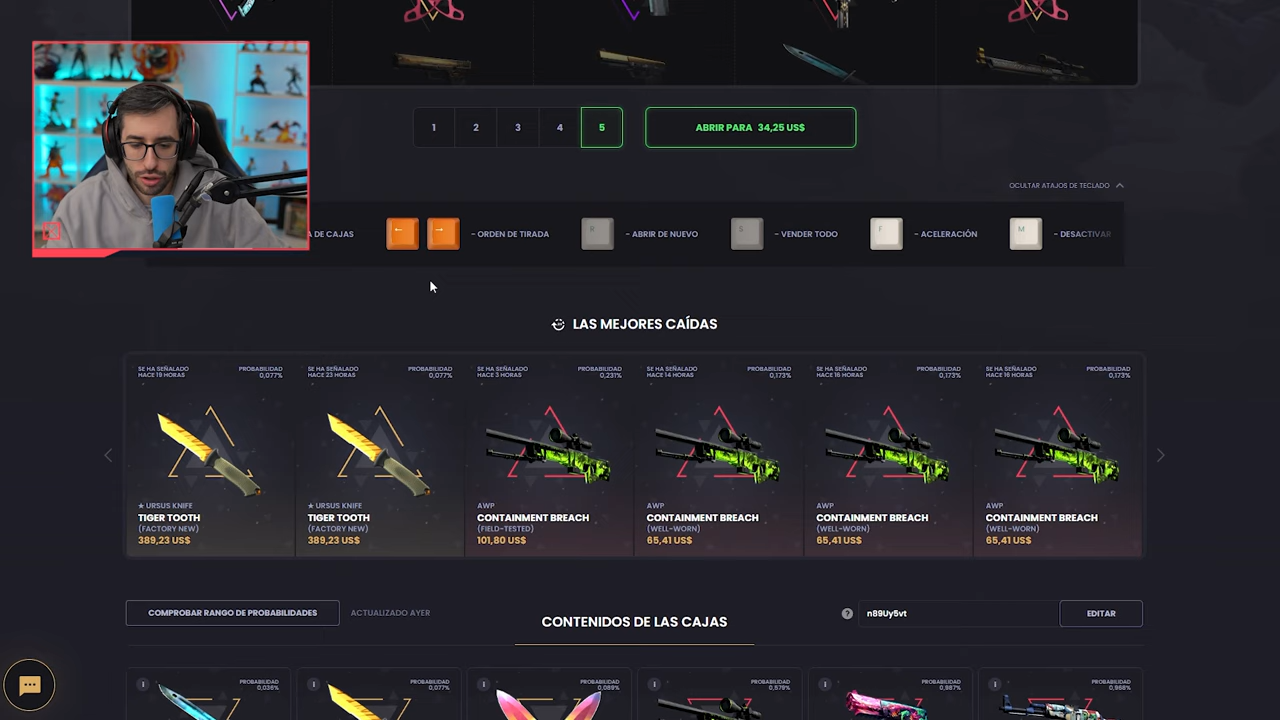 1 2 3 4 5 ABRIR PARA 34,25 US$
OCULTAR ATAJOS DE TECLADO
DE CAJAS ← → - ORDEN DE TIRADA R - ABRIR DE NUEVO S - VENDER TODO F - ACELERACIÓN M - DESACTIVAR
LAS MEJORES CAÍDAS
SE HA SEÑALADO
HACE 19 HORAS
PROBABILIDAD
0,077%
★ URSUS KNIFE
TIGER TOOTH
(FACTORY NEW)
389,23 US$
SE HA SEÑALADO
HACE 23 HORAS
PROBABILIDAD
0,077%
★ URSUS KNIFE
TIGER TOOTH
(FACTORY NEW)
389,23 US$
SE HA SEÑALADO
HACE 3 HORAS
PROBABILIDAD
0,231%
AWP
CONTAINMENT BREACH
(FIELD-TESTED)
101,80 US$
SE HA SEÑALADO
HACE 14 HORAS
PROBABILIDAD
0,173%
AWP
CONTAINMENT BREACH
(WELL-WORN)
65,41 US$
SE HA SEÑALADO
HACE 16 HORAS
PROBABILIDAD
0,173%
AWP
CONTAINMENT BREACH
(WELL-WORN)
65,41 US$
SE HA SEÑALADO
HACE 16 HORAS
PROBABILIDAD
0,173%
AWP
CONTAINMENT BREACH
(WELL-WORN)
65,41 US$
COMPROBAR RANGO DE PROBABILIDADES ACTUALIZADO AYER
CONTENIDOS DE LAS CAJAS
? n89Uy5vt EDITAR
PROBABILIDAD
0,036%
PROBABILIDAD
0,077%
PROBABILIDAD
0,089%
PROBABILIDAD
0,579%
PROBABILIDAD
0,987%
PROBABILIDAD
0,968%